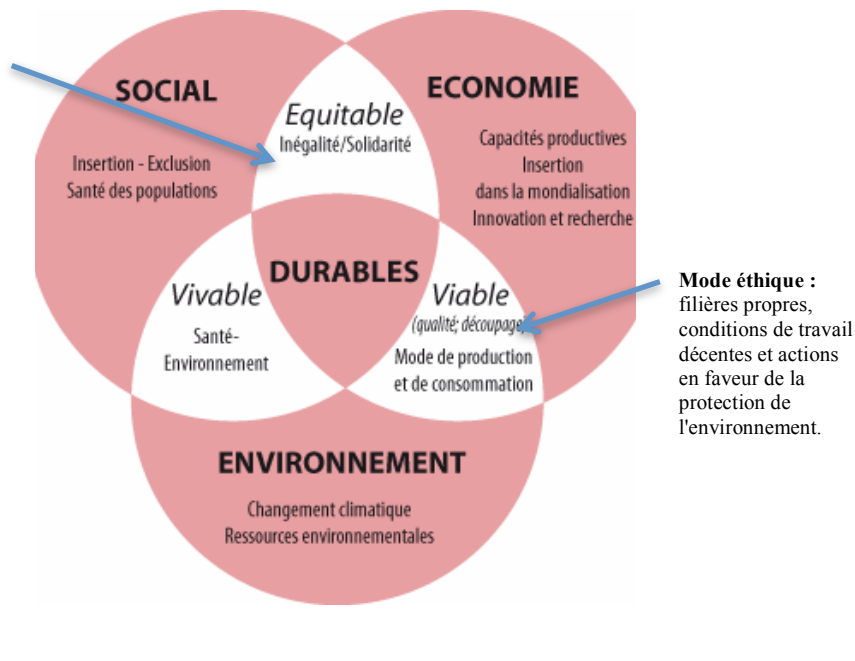 SOCIAL
Insertion - Exclusion
Santé des populations
Equitable
Inégalité/Solidarité
ECONOMIE
Capacités productives
Insertion
dans la mondialisation
Innovation et recherche
DURABLES
Vivable
Santé-
Environnement
Viable
(qualité; découpage)
Mode de production
et de consommation
Mode éthique :
filières propres,
conditions de travail
décentes et actions
en faveur de la
protection de
l'environnement.
ENVIRONNEMENT
Changement climatique
Ressources environnementales